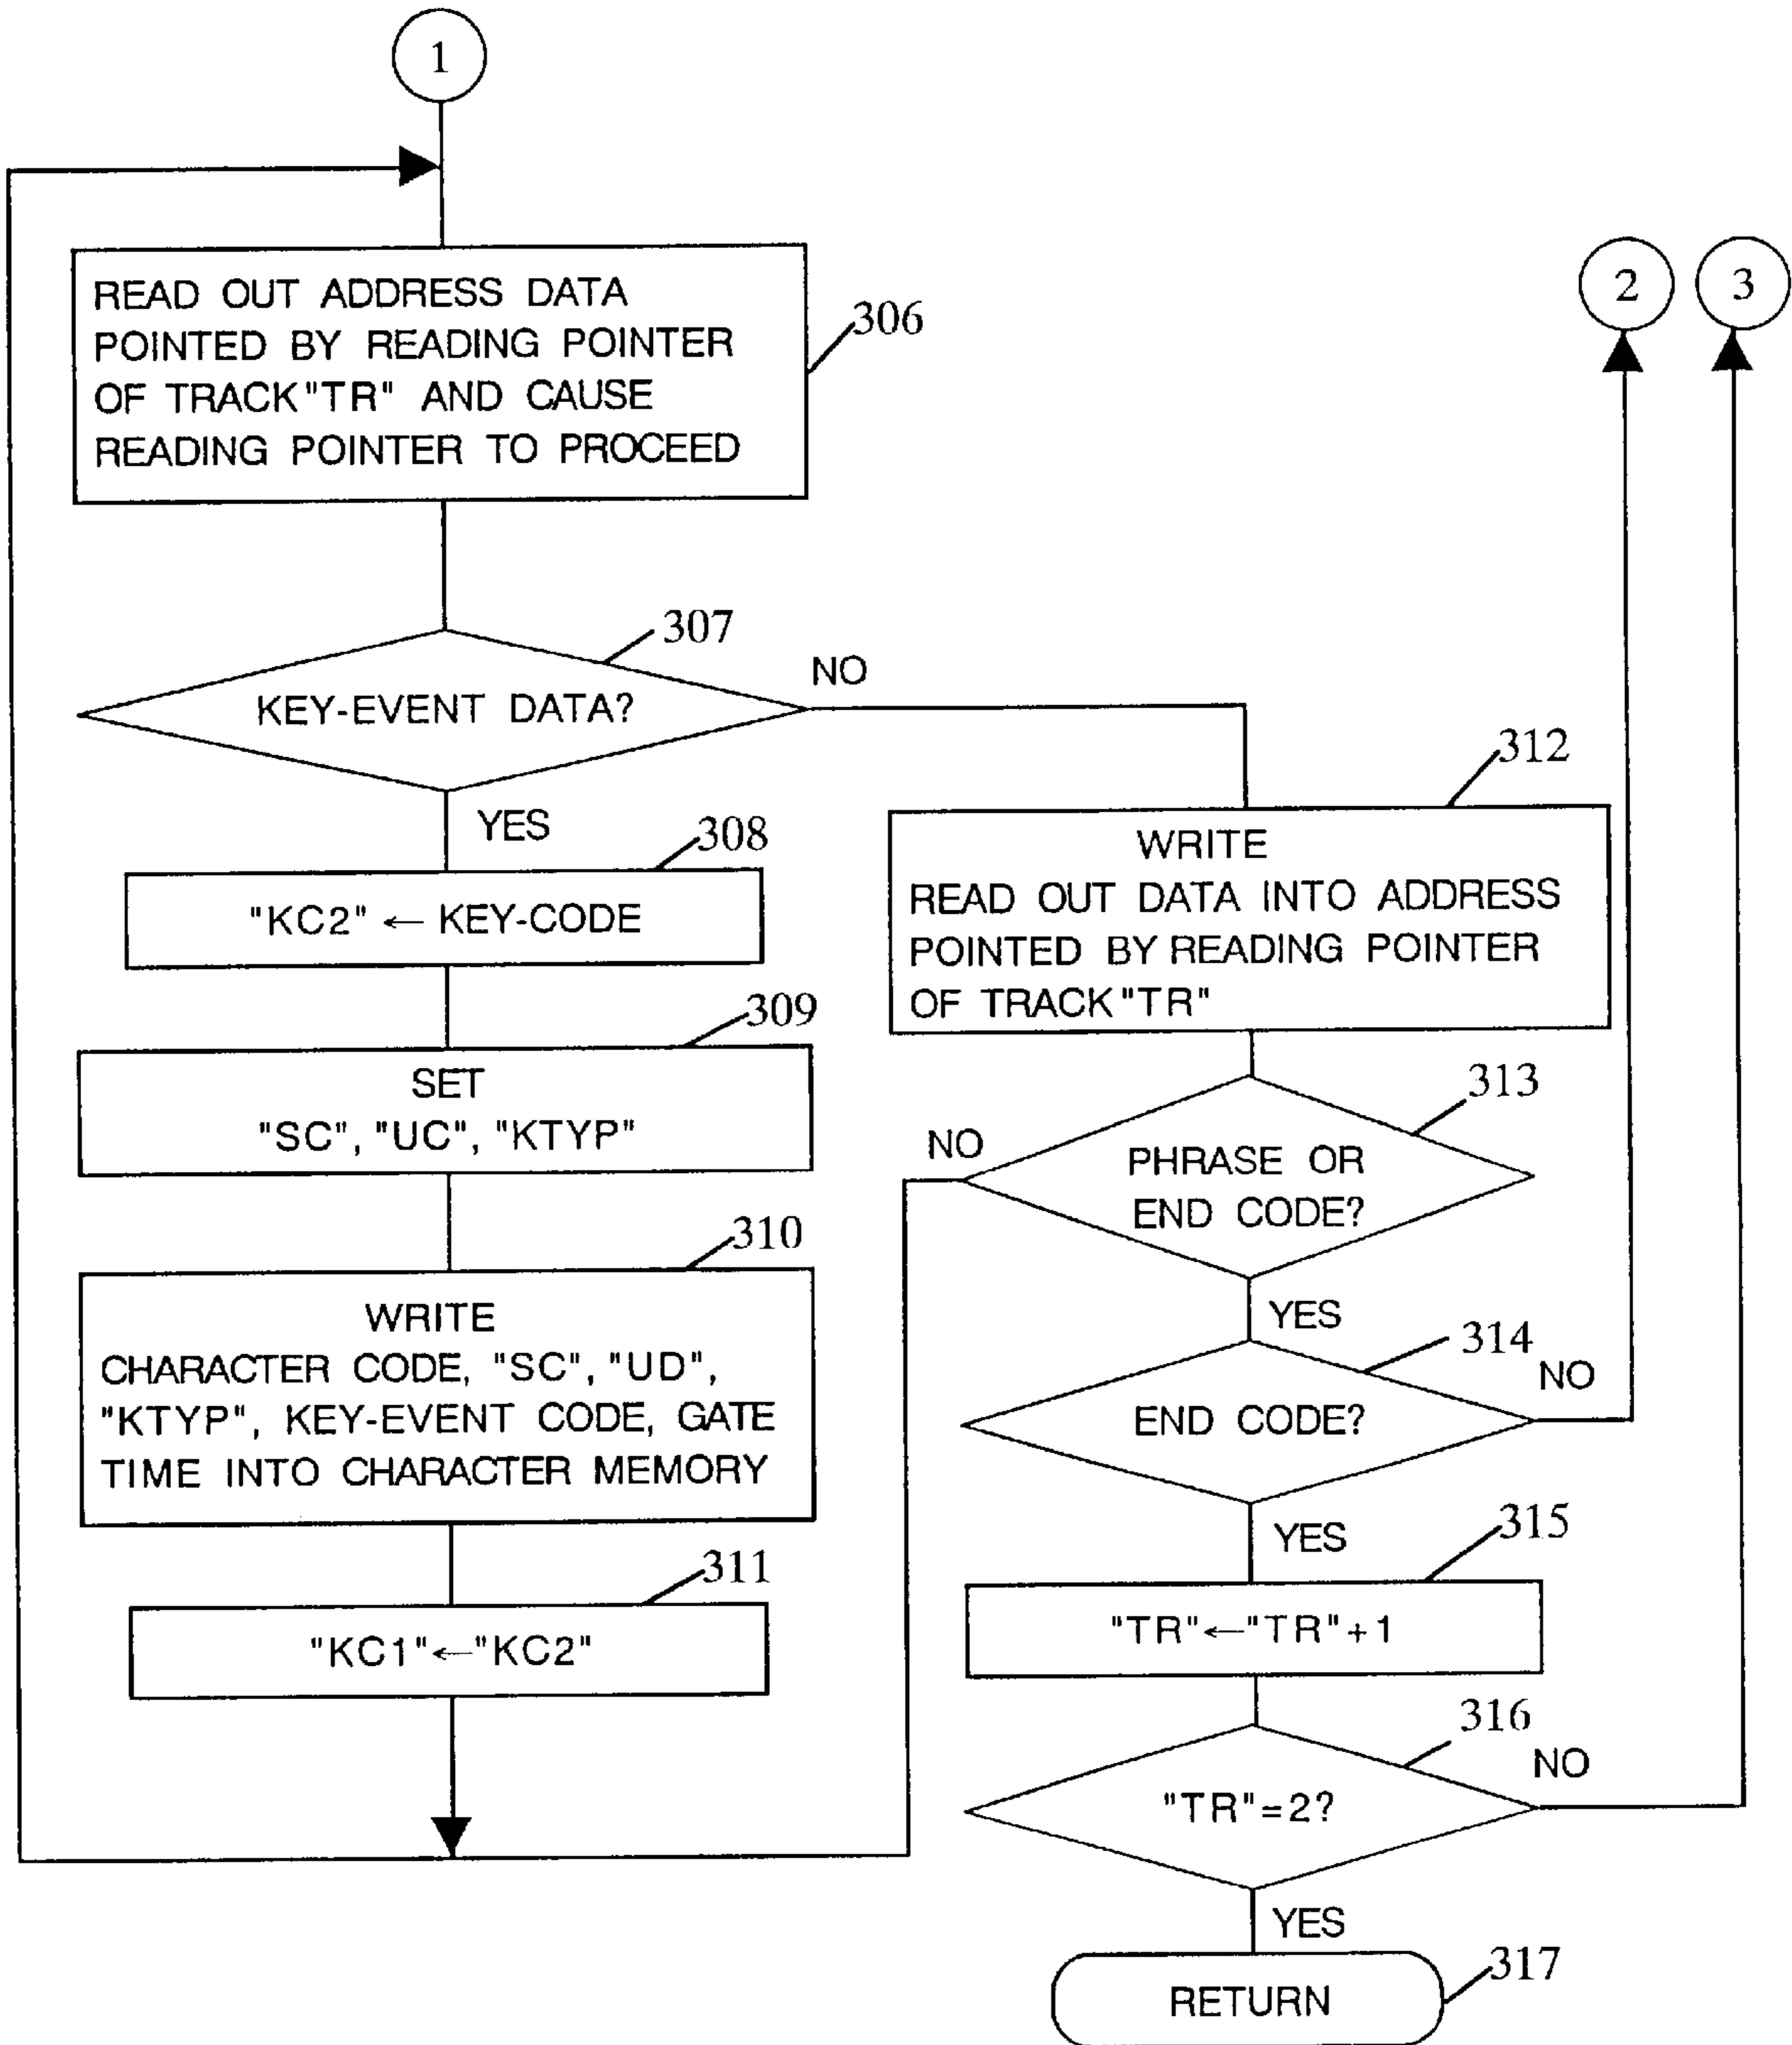 1
READ OUT ADDRESS DATA
POINTED BY READING POINTER
OF TRACK"TR" AND CAUSE
READING POINTER TO PROCEED
306
2
3
307
KEY-EVENT DATA?
NO
YES
308
"KC2" ← KEY-CODE
309
SET
"SC", "UC", "KTYP"
310
WRITE
CHARACTER CODE, "SC", "UD",
"KTYP", KEY-EVENT CODE, GATE
TIME INTO CHARACTER MEMORY
311
"KC1"←"KC2"
312
WRITE
READ OUT DATA INTO ADDRESS
POINTED BY READING POINTER
OF TRACK"TR"
313
NO
PHRASE OR
END CODE?
YES
314
NO
END CODE?
YES
315
"TR"←"TR"+1
316
NO
"TR"=2?
YES
317
RETURN